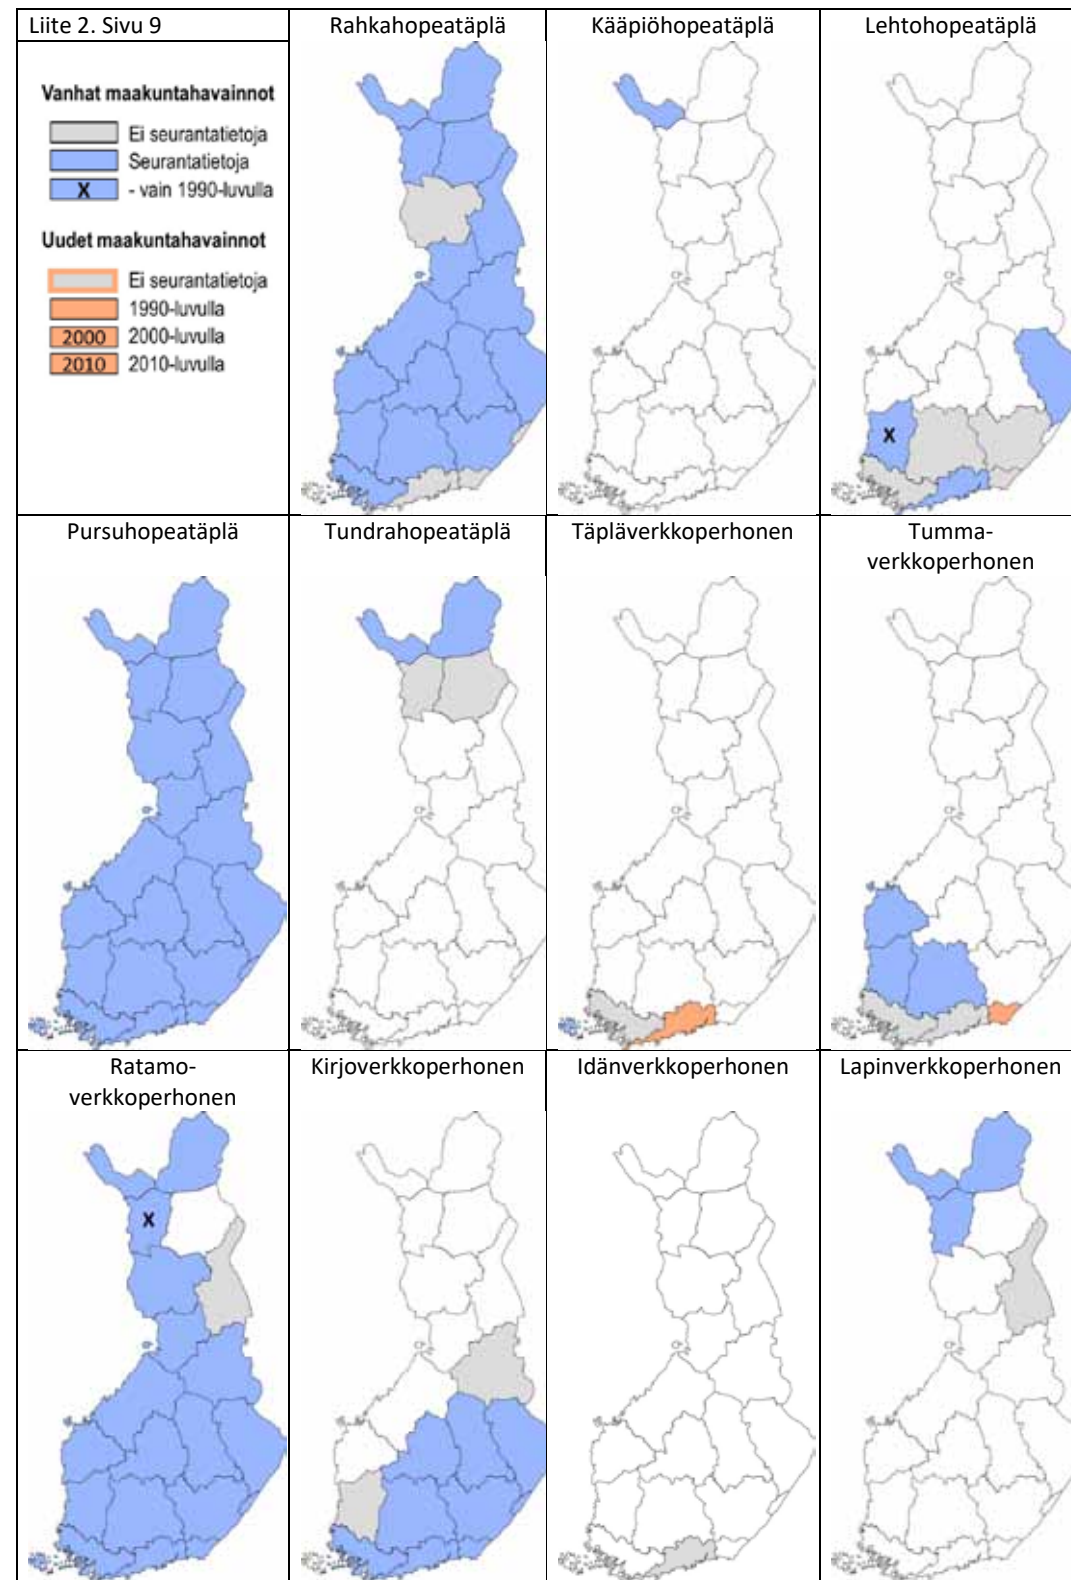 Liite 2. Sivu 9
Rahkahopeatäplä
Kääpiöhopeatäplä
Lehtohopeatäplä
Vanhat maakuntahavainnot
Ei seurantatietoja
Seurantatietoja
X - vain 1990-luvulla
Uudet maakuntahavainnot
Ei seurantatietoja
1990-luvulla
2000 2000-luvulla
2010 2010-luvulla
X
Pursuhopeatäplä
Tundrahopeatäplä
Täpläverkkoperhonen
Tumma-
verkkoperhonen
Ratamo-
verkkoperhonen
Kirjoverkkoperhonen
Idänverkkoperhonen
Lapinverkkoperhonen
X